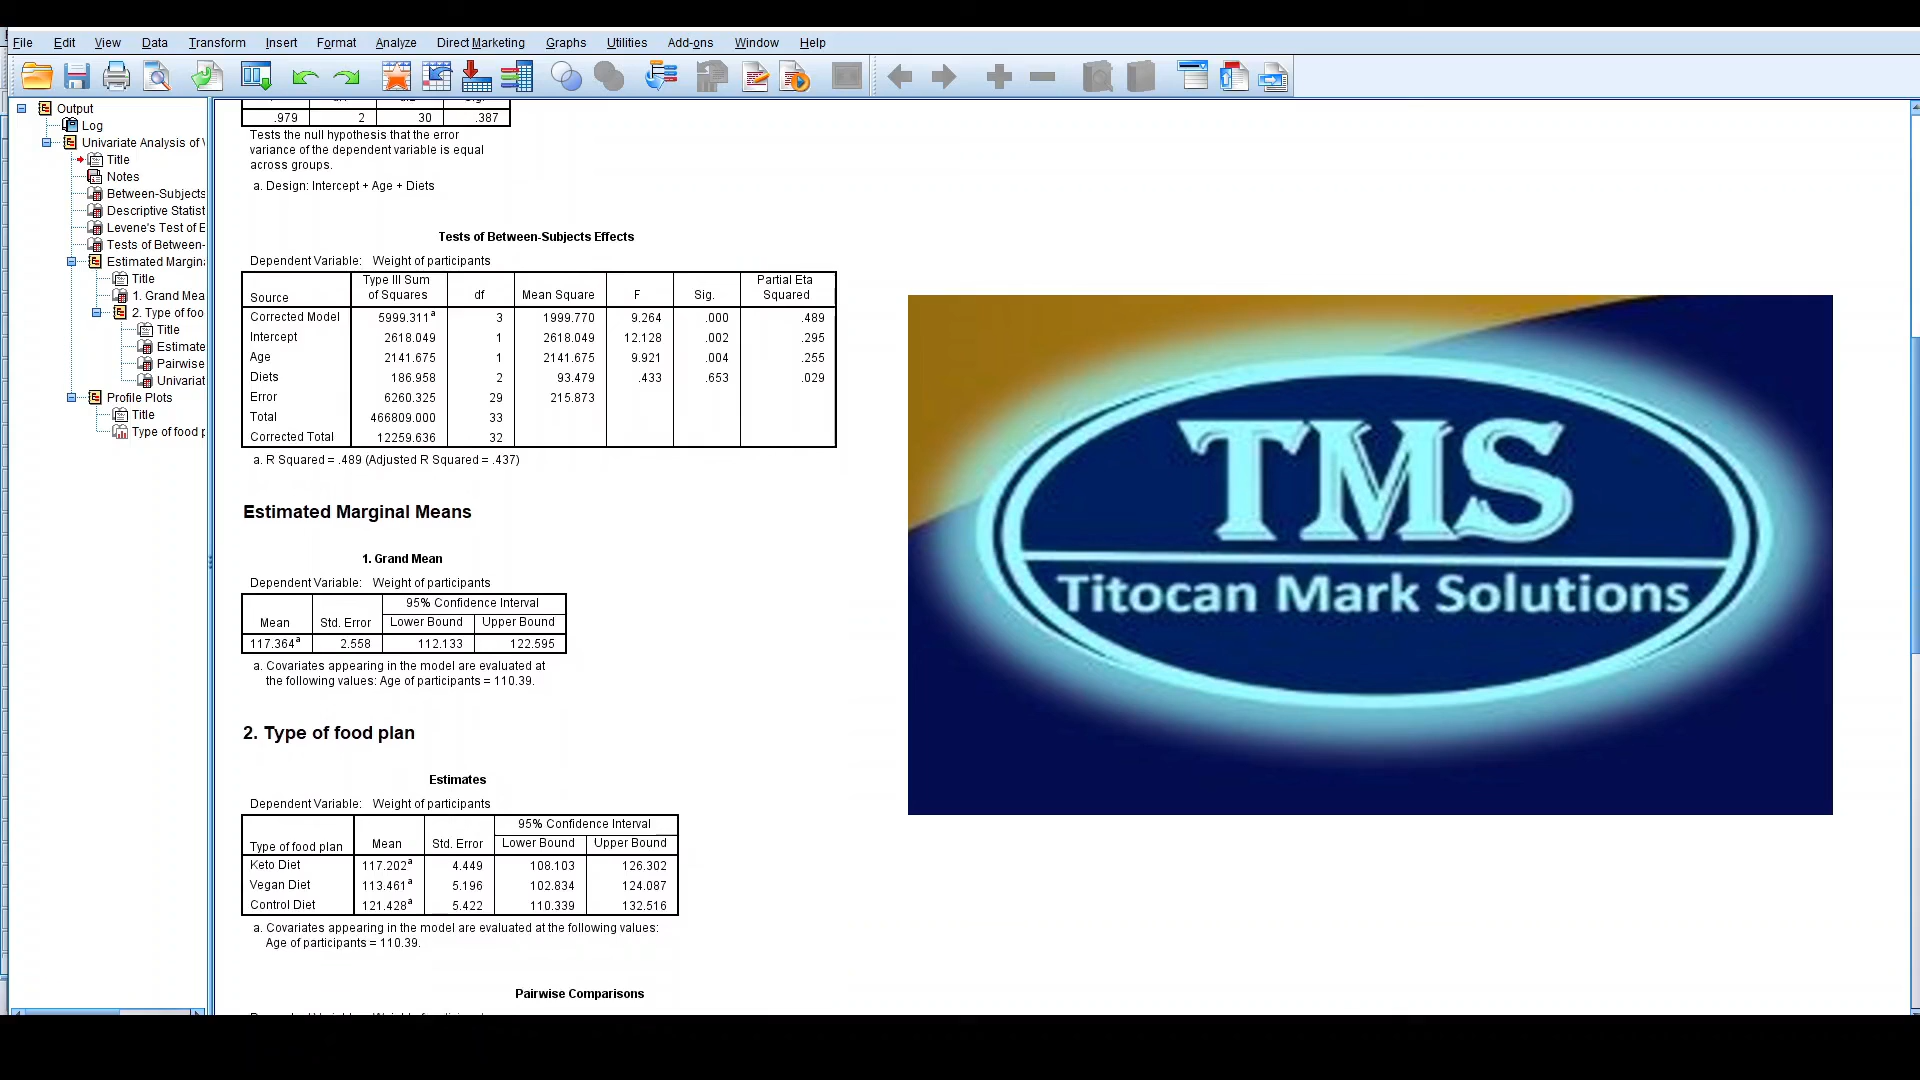 File Edit View Data Transform Insert Format Analyze Direct Marketing Graphs Utilities Add-ons Window Help
Output
Log
Univariate Analysis of
Title
Notes
Between-Subjects
Descriptive Statist
Levene's Test of E
Tests of Between-
Estimated Margin
Title
1. Grand Mea
2. Type of foo
Title
Estimate
Pairwise
Univariat
Profile Plots
Title
Type of food p
.979 2 30 .387
Tests the null hypothesis that the error
variance of the dependent variable is equal
across groups.
a. Design: Intercept + Age + Diets
Tests of Between-Subjects Effects
Dependent Variable: Weight of participants
Source Type III Sum of Squares df Mean Square F Sig. Partial Eta Squared
Corrected Model 5999.311a 3 1999.770 9.264 .000 .489
Intercept 2618.049 1 2618.049 12.128 .002 .295
Age 2141.675 1 2141.675 9.921 .004 .255
Diets 186.958 2 93.479 .433 .653 .029
Error 6260.325 29 215.873
Total 466809.000 33
Corrected Total 12259.636 32
a. R Squared = .489 (Adjusted R Squared = .437)
Estimated Marginal Means
1. Grand Mean
Dependent Variable: Weight of participants
95% Confidence Interval
Mean Std. Error Lower Bound Upper Bound
117.364a 2.558 112.133 122.595
a. Covariates appearing in the model are evaluated at
the following values: Age of participants = 110.39.
2. Type of food plan
Estimates
Dependent Variable: Weight of participants
95% Confidence Interval
Type of food plan Mean Std. Error Lower Bound Upper Bound
Keto Diet 117.202a 4.449 108.103 126.302
Vegan Diet 113.461a 5.196 102.834 124.087
Control Diet 121.428a 5.422 110.339 132.516
a. Covariates appearing in the model are evaluated at the following values:
Age of participants = 110.39.
Pairwise Comparisons
TMS
Titocan Mark Solutions